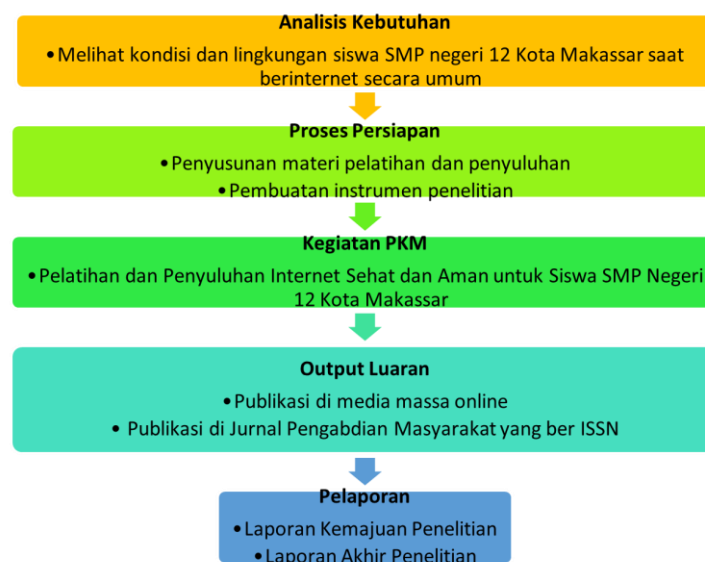 Analisis Kebutuhan
•Melihat kondisi dan lingkungan siswa SMP negeri 12 Kota Makassar saat
berinternet secara umum
Proses Persiapan
•Penyusunan materi pelatihan dan penyuluhan
•Pembuatan instrumen penelitian
Kegiatan PKM
•Pelatihan dan Penyuluhan Internet Sehat dan Aman untuk Siswa SMP Negeri
12 Kota Makassar
Output Luaran
•Publikasi di media massa online
• Publikasi di Jurnal Pengabdian Masyarakat yang ber ISSN
Pelaporan
•Laporan Kemajuan Penelitian
•Laporan Akhir Penelitian